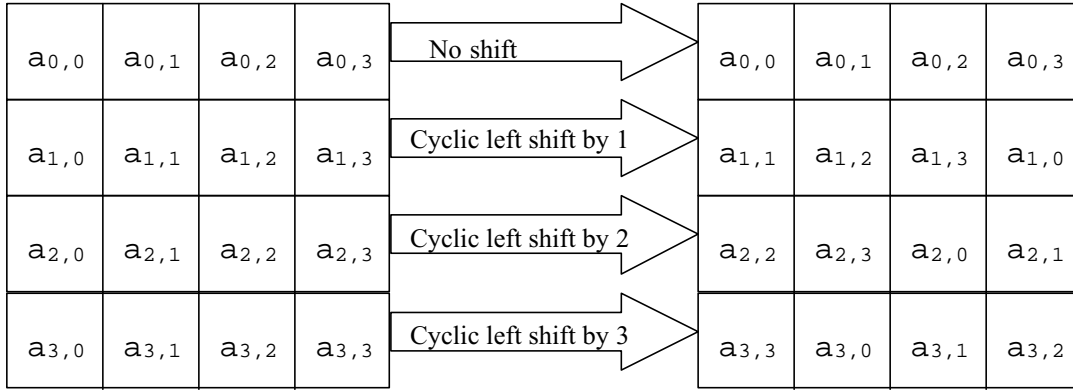 a0,0 a0,1 a0,2 a0,3 No shift a0,0 a0,1 a0,2 a0,3
a1,0 a1,1 a1,2 a1,3 Cyclic left shift by 1 a1,1 a1,2 a1,3 a1,0
a2,0 a2,1 a2,2 a2,3 Cyclic left shift by 2 a2,2 a2,3 a2,0 a2,1
a3,0 a3,1 a3,2 a3,3 Cyclic left shift by 3 a3,3 a3,0 a3,1 a3,2